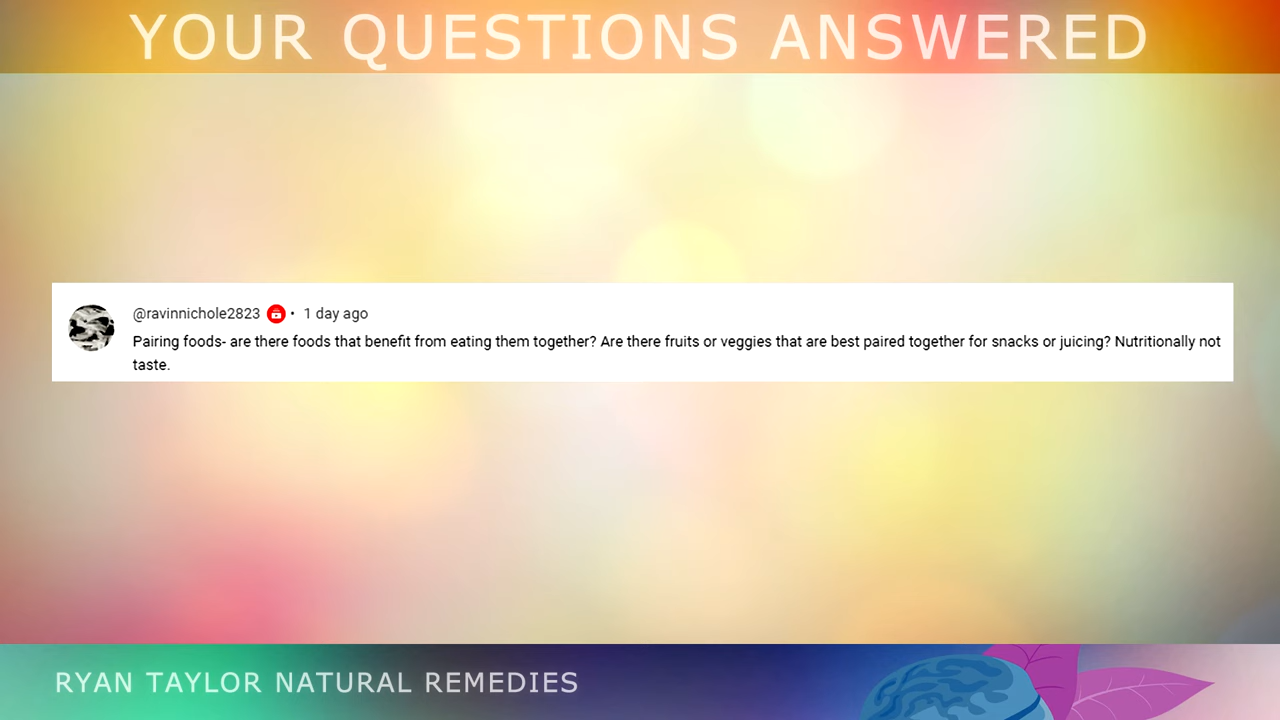 YOUR QUESTIONS ANSWERED
@ravinnichole2823 • 1 day ago
Pairing foods- are there foods that benefit from eating them together? Are there fruits or veggies that are best paired together for snacks or juicing? Nutritionally not
taste.
RYAN TAYLOR NATURAL REMEDIES